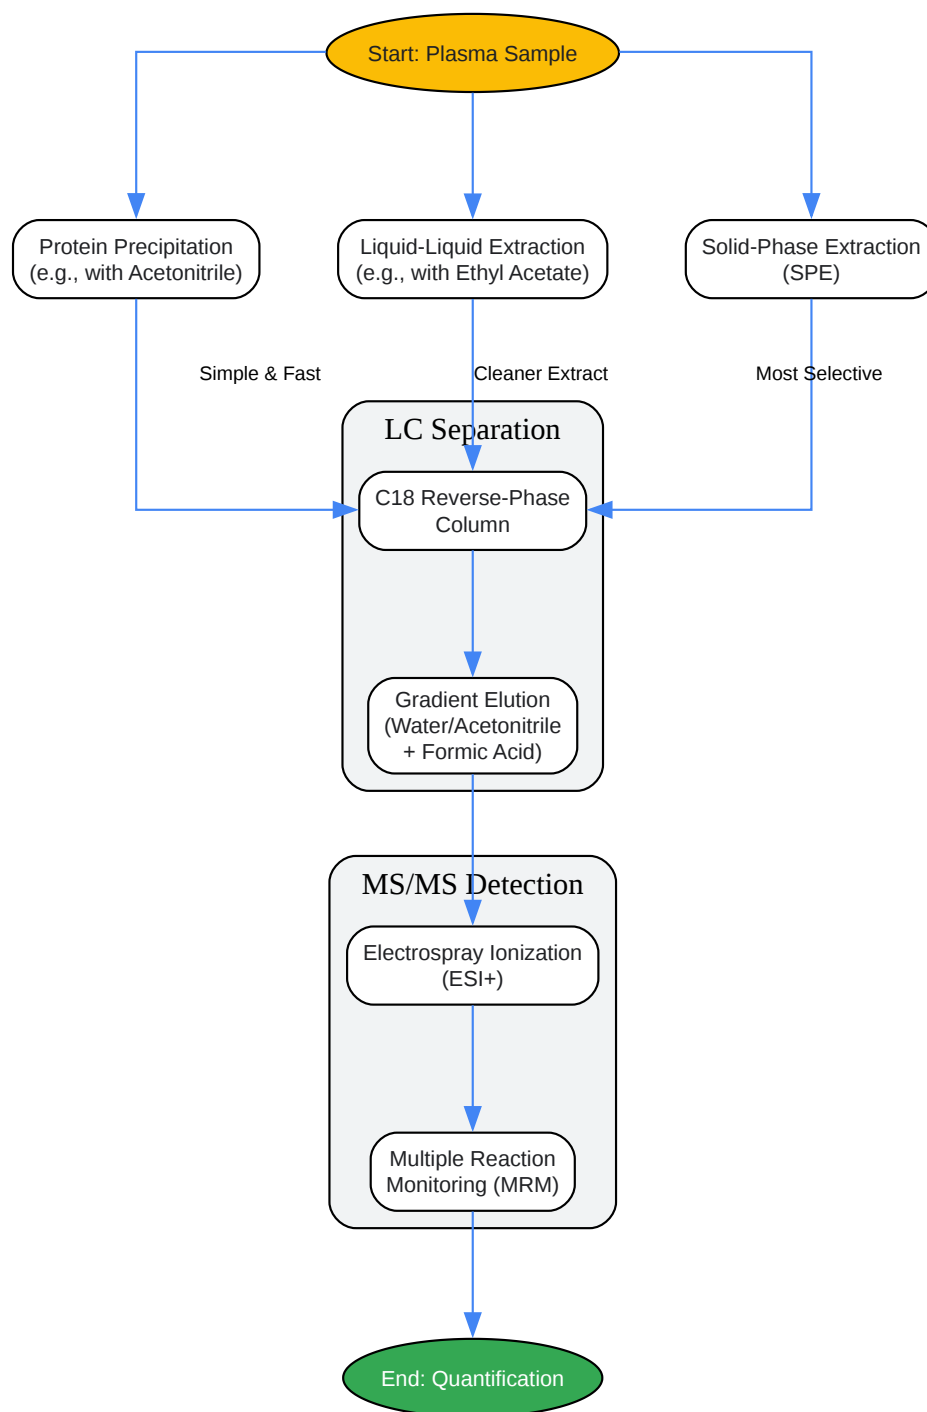 Start: Plasma Sample
Protein Precipitation
(e.g., with Acetonitrile)
Liquid-Liquid Extraction
(e.g., with Ethyl Acetate)
Solid-Phase Extraction
(SPE)
Simple & Fast
Cleaner Extract
Most Selective
LC Separation
C18 Reverse-Phase
Column
Gradient Elution
(Water/Acetonitrile
+ Formic Acid)
MS/MS Detection
Electrospray Ionization
(ESI+)
Multiple Reaction
Monitoring (MRM)
End: Quantification